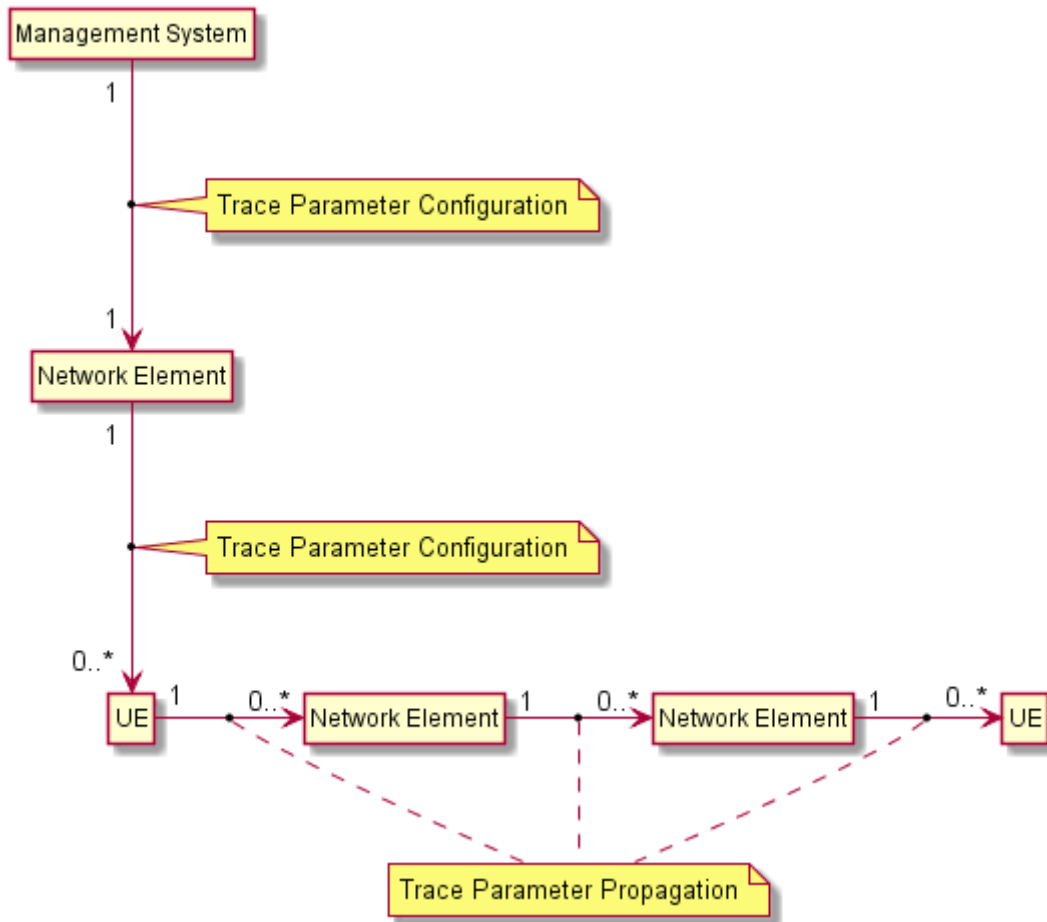 Management System
1
Trace Parameter Configuration
1
Network Element
1
Trace Parameter Configuration
0..*
UE
1
0..*
Network Element
1
0..*
Network Element
1
0..*
UE
Trace Parameter Propagation